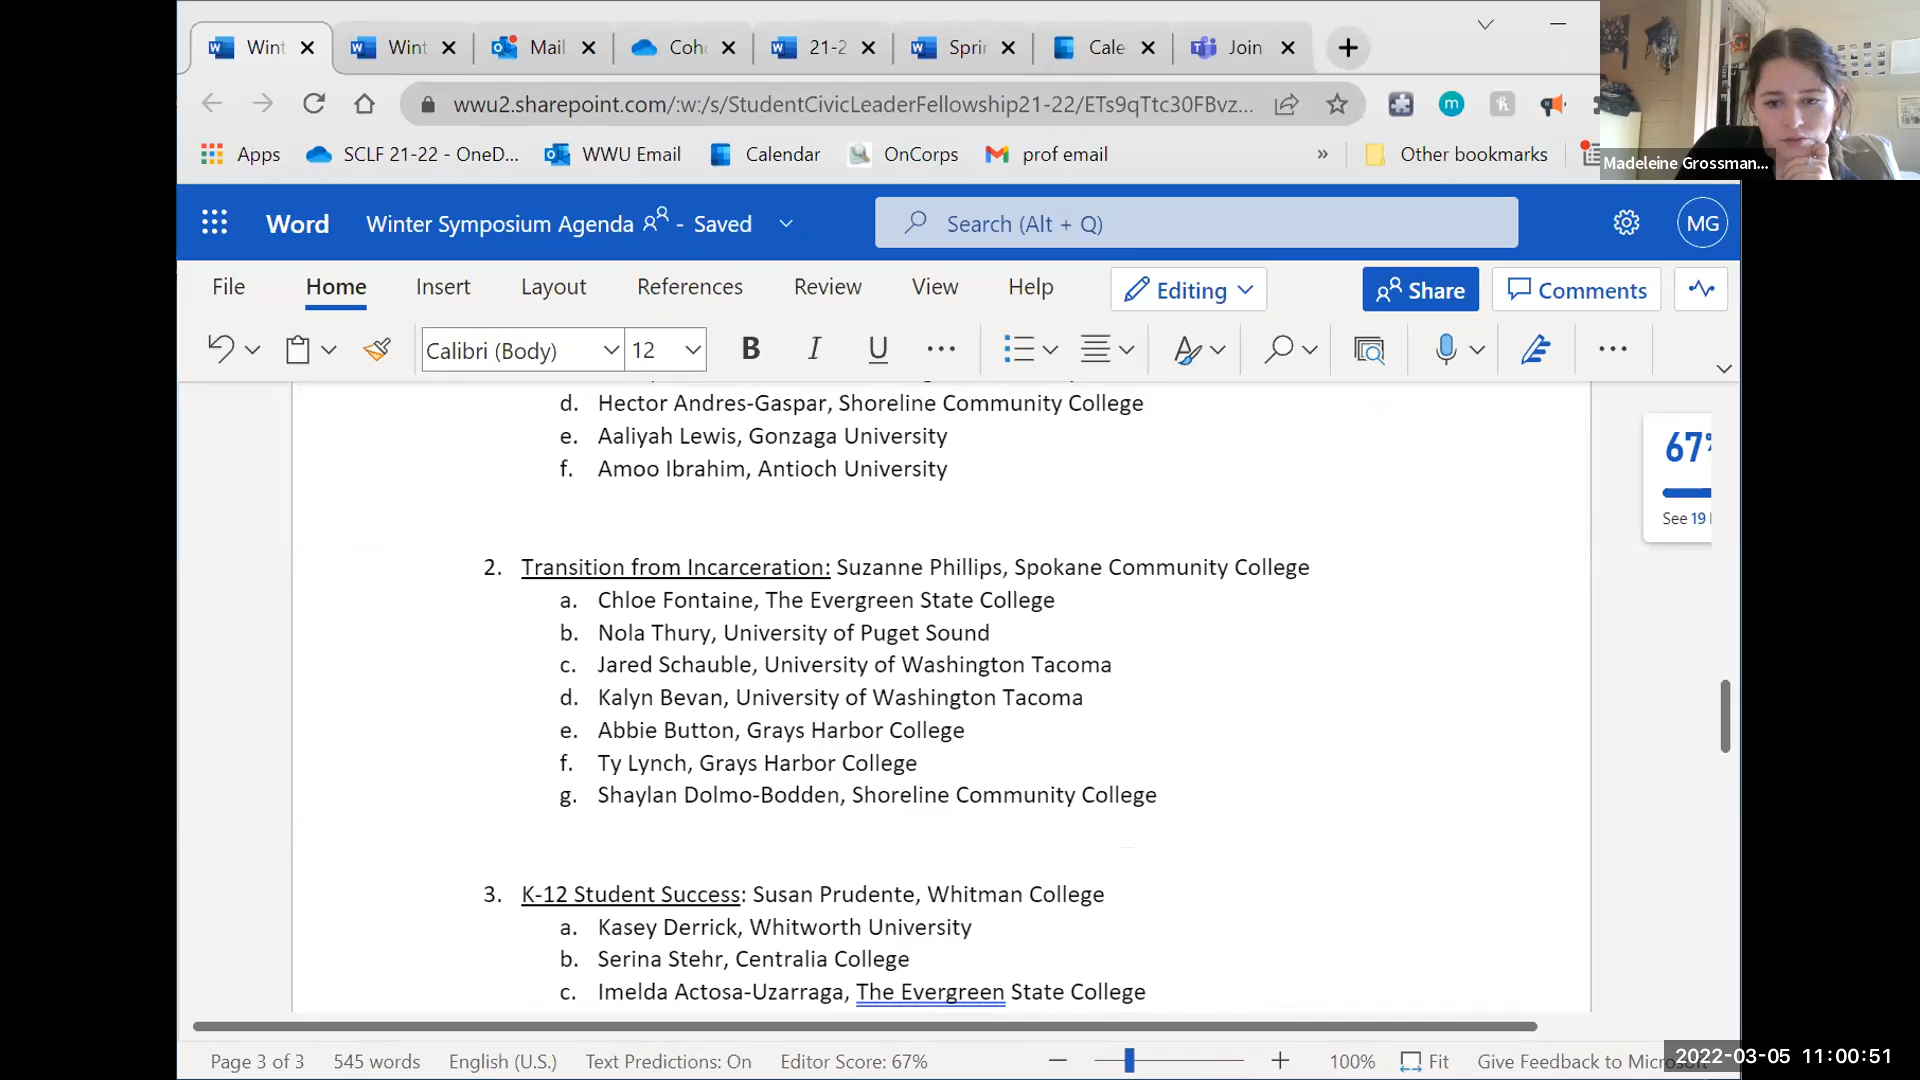 Wint
Wint
Mail
Coh
21-2
Sprin
Cale
Join
wwu2.sharepoint.com/:w:/s/StudentCivicLeaderFellowship21-22/ETs9qTtc30FBvz...
Apps
SCLF 21-22 - OneD...
WWU Email
Calendar
OnCorps
prof email
»
Other bookmarks
Madeleine Grossman...
Word
Winter Symposium Agenda - Saved
Search (Alt + Q)
MG
File
Home
Insert
Layout
References
Review
View
Help
Editing
Share
Comments
Calibri (Body)
12
B
I
U
d. Hector Andres-Gaspar, Shoreline Community College
e. Aaliyah Lewis, Gonzaga University
f. Amoo Ibrahim, Antioch University
67%
See 19
2. Transition from Incarceration: Suzanne Phillips, Spokane Community College
a. Chloe Fontaine, The Evergreen State College
b. Nola Thury, University of Puget Sound
c. Jared Schauble, University of Washington Tacoma
d. Kalyn Bevan, University of Washington Tacoma
e. Abbie Button, Grays Harbor College
f. Ty Lynch, Grays Harbor College
g. Shaylan Dolmo-Bodden, Shoreline Community College
3. K-12 Student Success: Susan Prudente, Whitman College
a. Kasey Derrick, Whitworth University
b. Serina Stehr, Centralia College
c. Imelda Actosa-Uzarraga, The Evergreen State College
Page 3 of 3
545 words
English (U.S.)
Text Predictions: On
Editor Score: 67%
100%
Fit
Give Feedback to Microsoft
2022-03-05 11:00:51